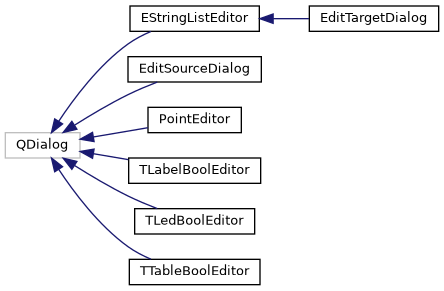 EStringListEditor
EditTargetDialog
EditSourceDialog
PointEditor
QDialog
TLabelBoolEditor
TLedBoolEditor
TTableBoolEditor